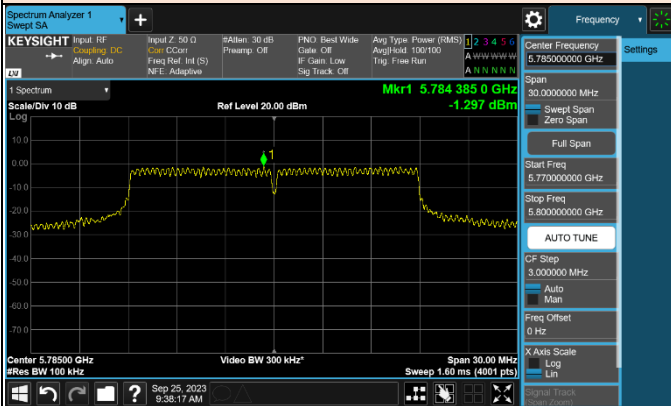 Spectrum Analyzer 1
Swept SA
Frequency
KEYSIGHT
Input: RF
Coupling: DC
Align: Auto
Input Z: 50 Ω
Corr CCorr
Freq Ref: Int (S)
NFE: Adaptive
#Atten: 30 dB
Preamp: Off
PNO: Best Wide
Gate: Off
IF Gain: Low
Sig Track: Off
Avg Type: Power (RMS)
Avg|Hold: 100/100
Trig: Free Run
1 2 3 4 5 6
A W W W W W
A N N N N N
LXI
1 Spectrum
Scale/Div 10 dB
Log
Ref Level 20.00 dBm
Mkr1 5.784 385 0 GHz
-1.297 dBm
1
10.0
0.00
-10.0
-20.0
-30.0
-40.0
-50.0
-60.0
-70.0
Center 5.78500 GHz
#Res BW 100 kHz
Video BW 300 kHz*
Span 30.00 MHz
Sweep 1.60 ms (4001 pts)
Center Frequency
5.785000000 GHz
Settings
Span
30.0000000 MHz
Swept Span
Zero Span
Full Span
Start Freq
5.770000000 GHz
Stop Freq
5.800000000 GHz
AUTO TUNE
CF Step
3.000000 MHz
Auto
Man
Freq Offset
0 Hz
X Axis Scale
Log
Lin
Signal Track
(Span Zoom)
?
Sep 25, 2023
9:38:17 AM